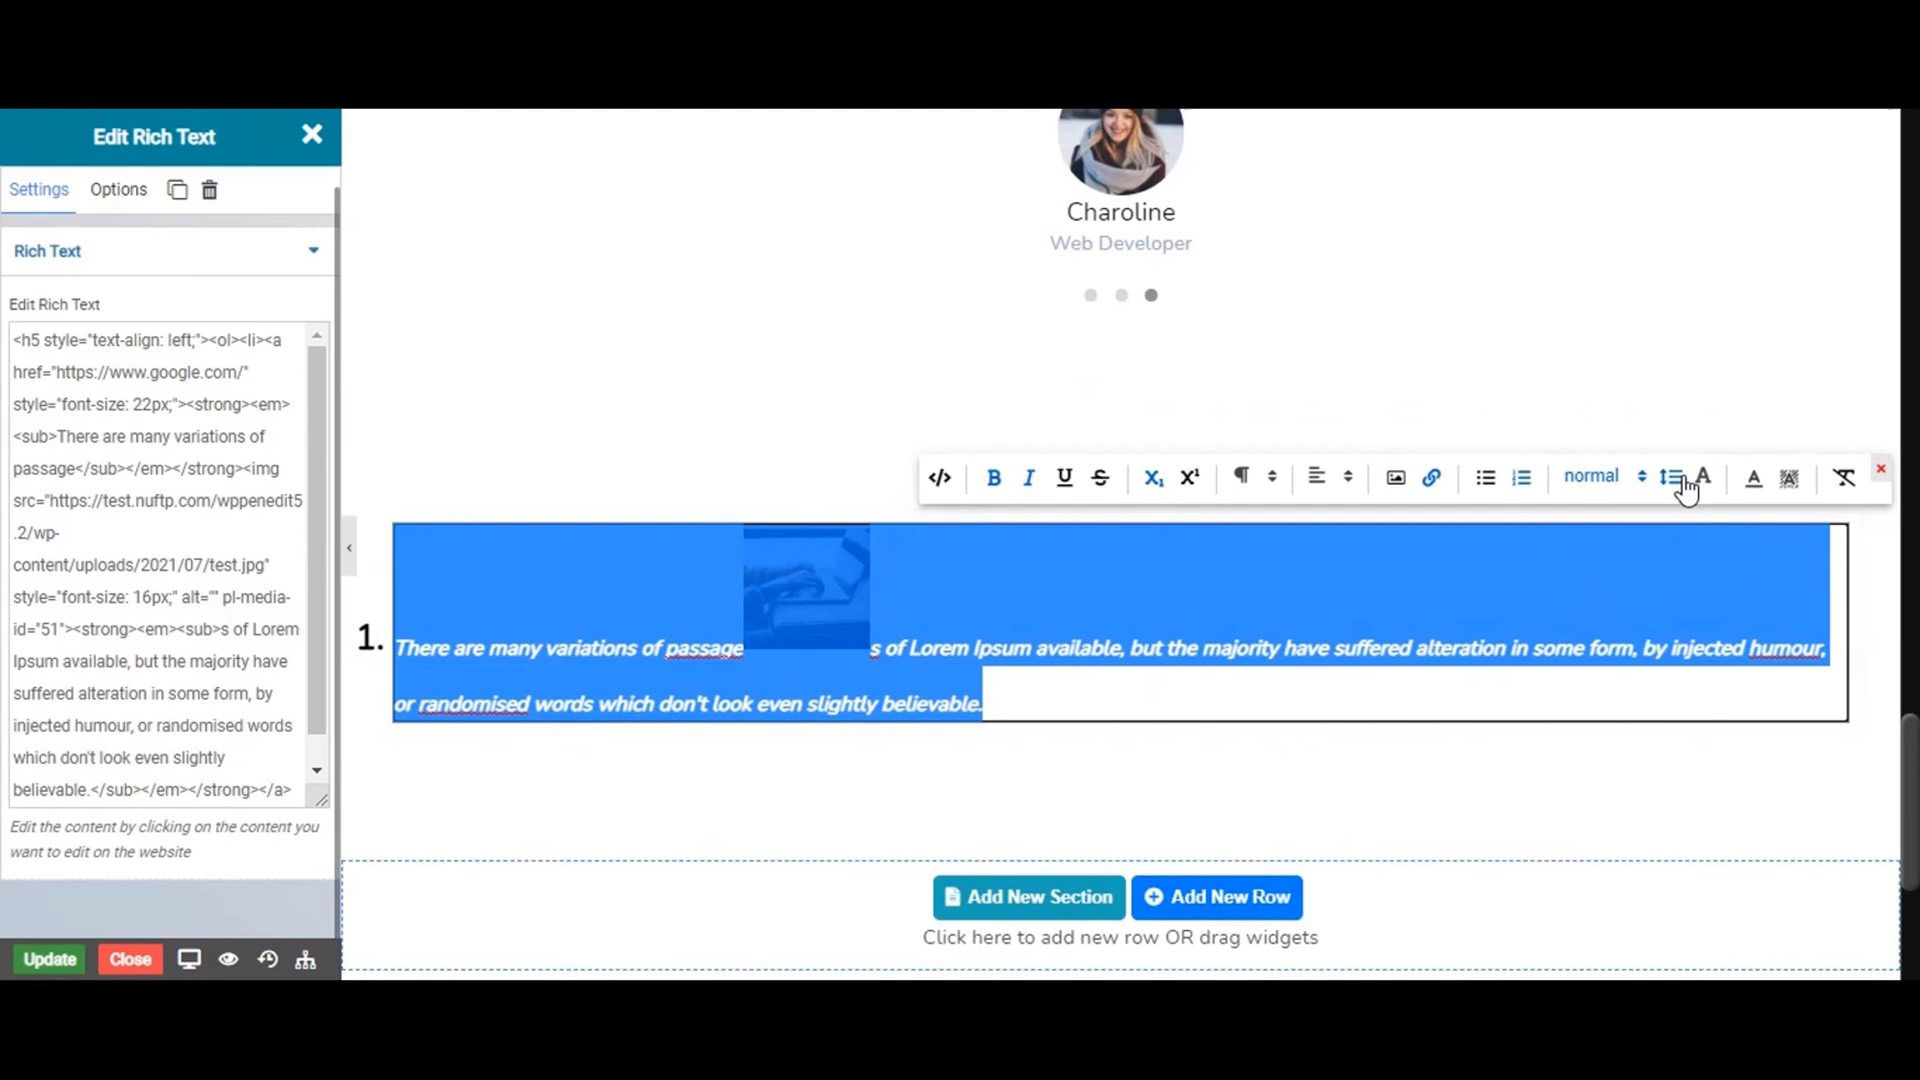 Edit Rich Text
Settings Options
Rich Text
Edit Rich Text
<h5 style="text-align: left;"><ol><li><a
href="https://www.google.com/"
style="font-size: 22px;"><strong><em>
<sub>There are many variations of
passage</sub></em></strong><img
src="https://test.nuftp.com/wppenedit5
.2/wp-
content/uploads/2021/07/test.jpg"
style="font-size: 16px;" alt="" pl-media-
id="51"><strong><em><sub>s of Lorem
Ipsum available, but the majority have
suffered alteration in some form, by
injected humour, or randomised words
which don't look even slightly
believable.</sub></em></strong></a>
Edit the content by clicking on the content you
want to edit on the website
Update Close
Charoline
Web Developer
</> B I U S X₁ X¹ normal A A
1. There are many variations of passages of Lorem Ipsum available, but the majority have suffered alteration in some form, by injected humour,
or randomised words which don't look even slightly believable.
Add New Section Add New Row
Click here to add new row OR drag widgets